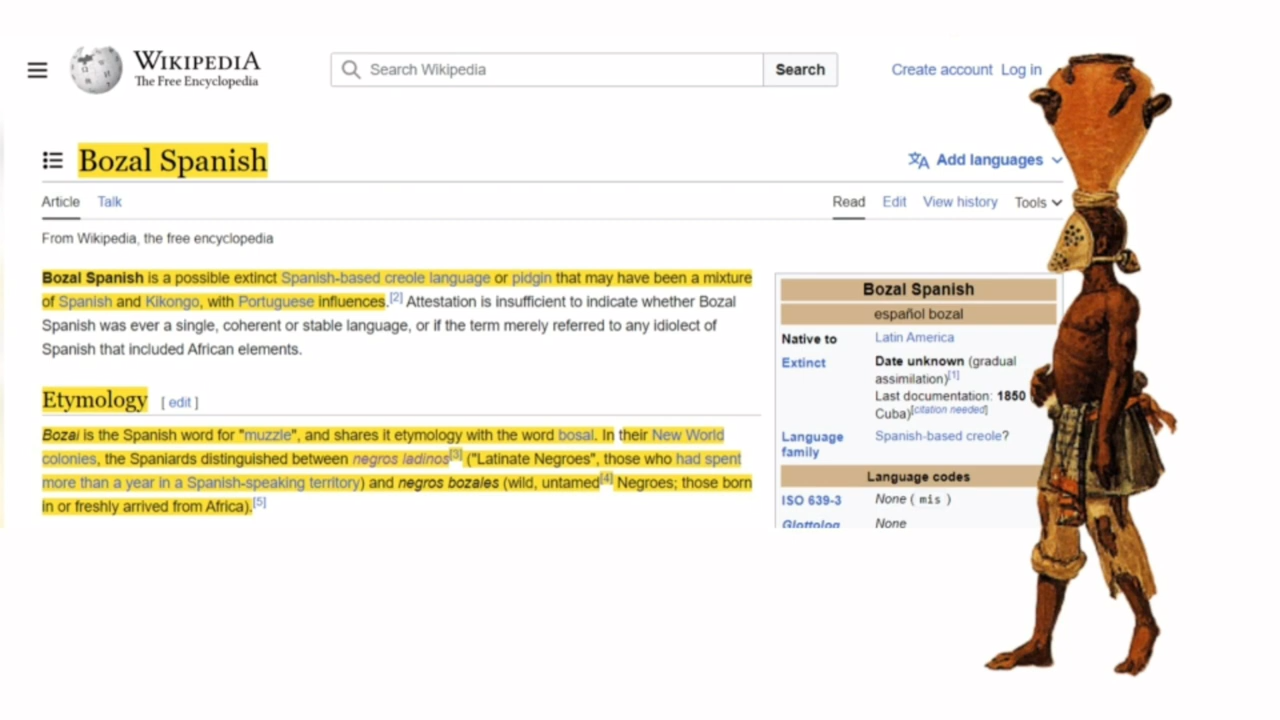 WIKIPEDIA
The Free Encyclopedia
Search Wikipedia
Search
Create account Log in
Bozal Spanish
Add languages
Article Talk
Read Edit View history Tools
From Wikipedia, the free encyclopedia
Bozal Spanish is a possible extinct Spanish-based creole language or pidgin that may have been a mixture
of Spanish and Kikongo, with Portuguese influences.[2] Attestation is insufficient to indicate whether Bozal
Spanish was ever a single, coherent or stable language, or if the term merely referred to any idiolect of
Spanish that included African elements.
Etymology [ edit ]
Bozal is the Spanish word for "muzzle", and shares it etymology with the word bosal. In their New World
colonies, the Spaniards distinguished between negros ladinos[3] ("Latinate Negroes", those who had spent
more than a year in a Spanish-speaking territory) and negros bozales (wild, untamed[4] Negroes; those born
in or freshly arrived from Africa).[5]
Bozal Spanish
español bozal
Native to Latin America
Extinct Date unknown (gradual
assimilation)[1]
Last documentation: 1850
Cuba)[citation needed]
Language Spanish-based creole?
family
Language codes
ISO 639-3 None ( mis )
Glottolog None